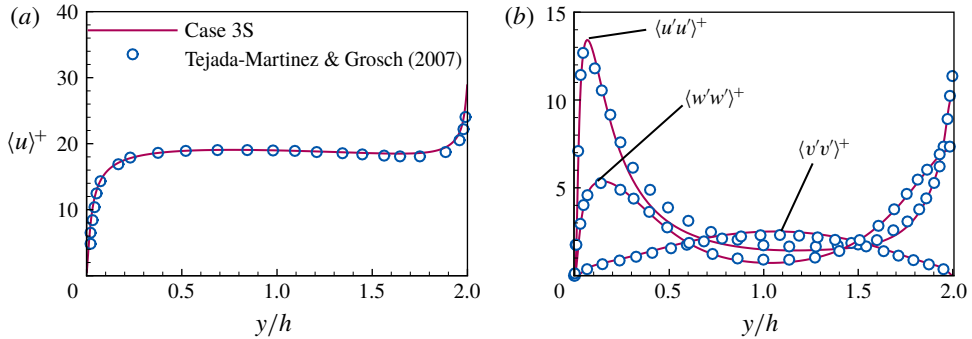 (a)
Case 3S
Tejada-Martinez & Grosch (2007)
⟨u⟩+
40
30
20
10
0
0.5
1.0
1.5
2.0
y/h
(b)
⟨u′u′⟩+
⟨w′w′⟩+
⟨v′v′⟩+
15
10
5
0
0.5
1.0
1.5
2.0
y/h